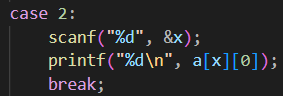 case 2:
scanf("%d", &x);
printf("%d\n", a[x][0]);
break;